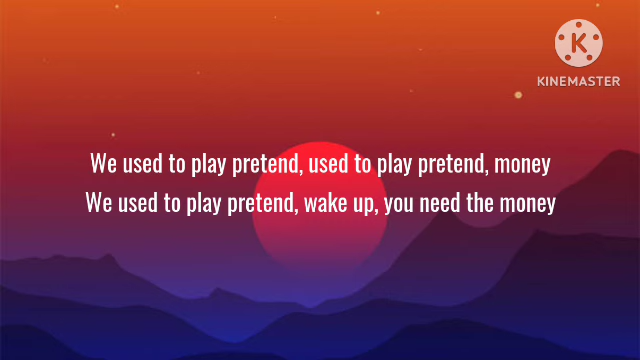 KINEMASTER
We used to play pretend, used to play pretend, money
We used to play pretend, wake up, you need the money